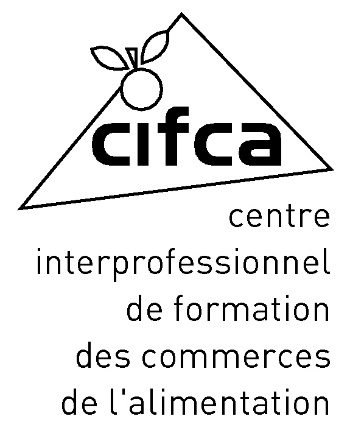 cifca
centre
interprofessionnel
de formation
des commerces
de l'alimentation